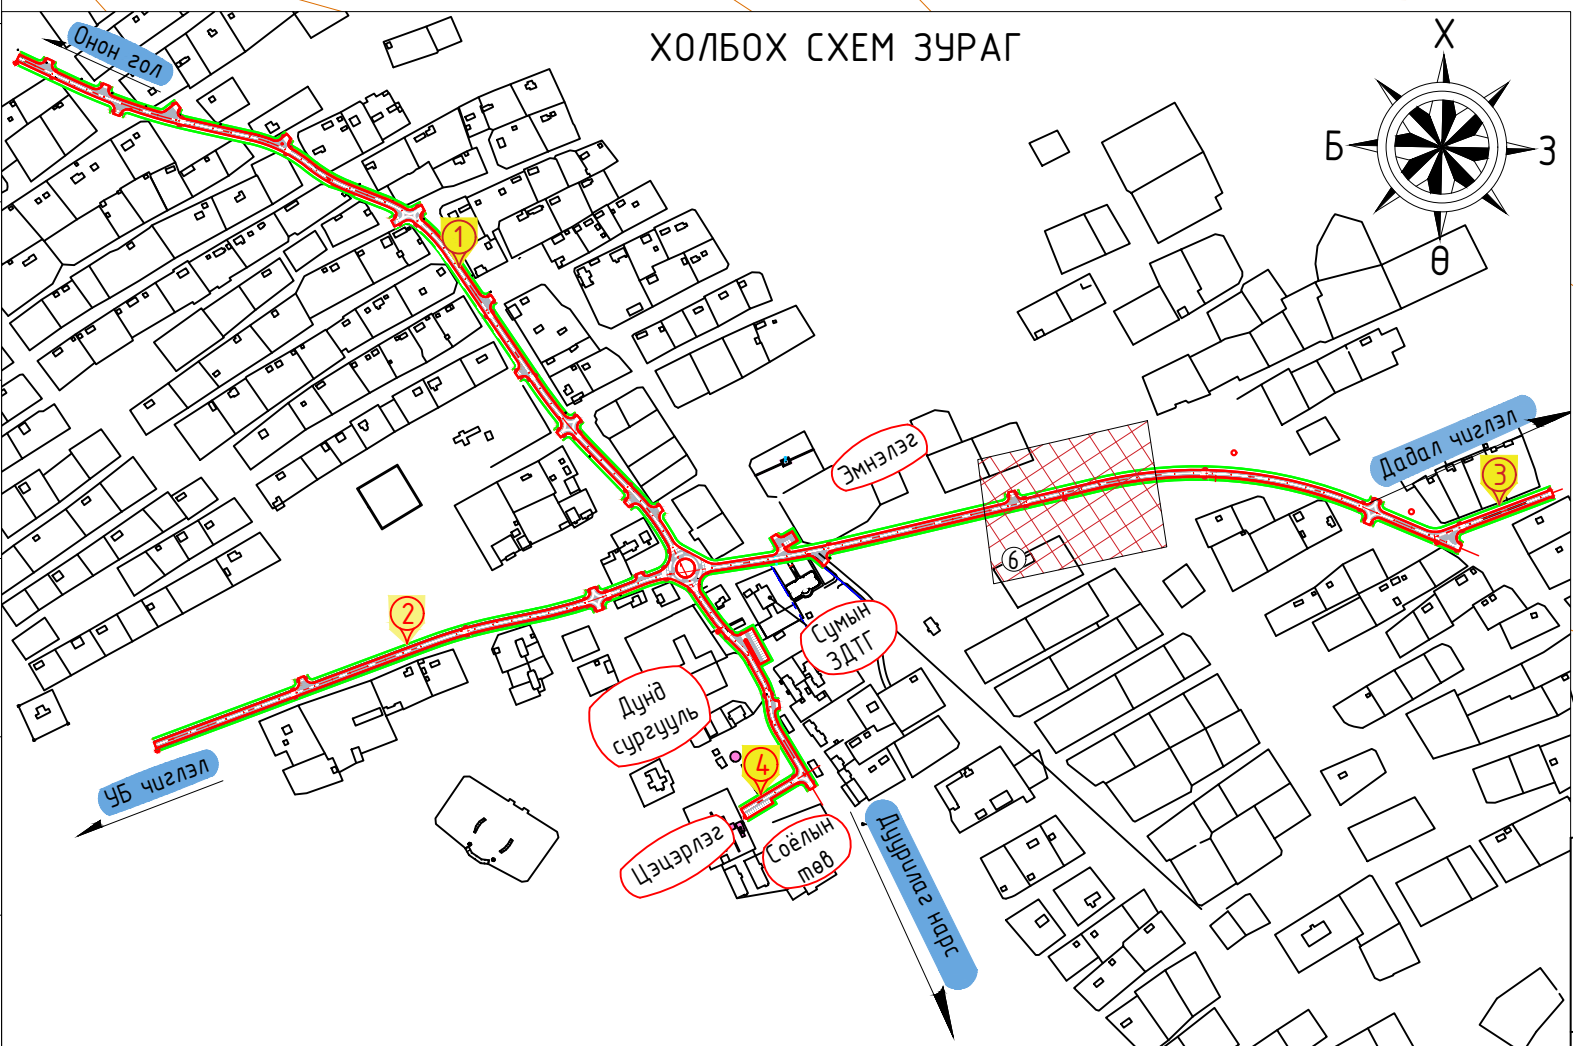 ХОЛБОХ СХЕМ ЗУРАГ
Х
Б
З
Ө
Онон гол
1
Эмнэлэг
Дадал чиглэл
3
6
2
Сумын
ЗДТГ
Дунд
сургууль
УБ чиглэл
4
Цэцэрлэг
Соёлын
төв
Дуурилаг нарс